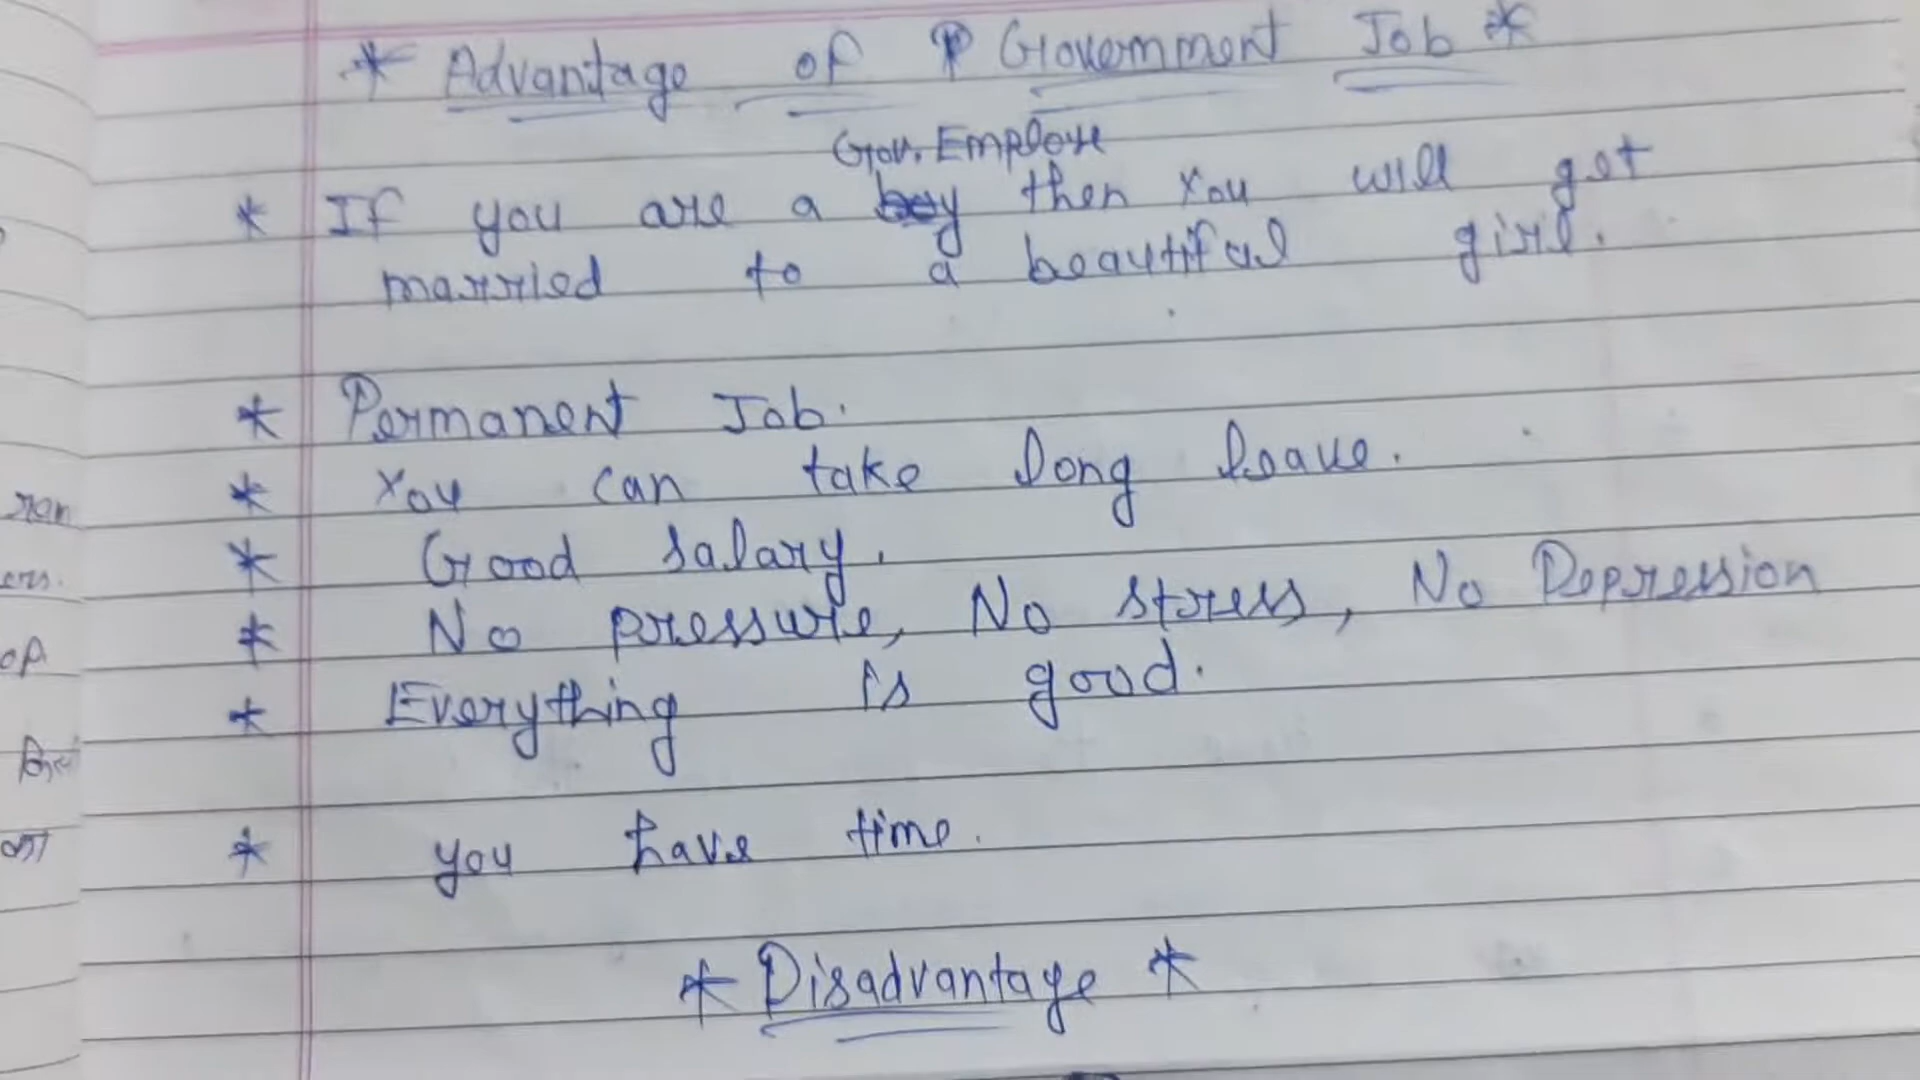 * Advantage of Government Job *
Gov. Employe
* If you are a boy then You will get
married to a beautiful girl.
* Permanent Job.
* You can take long leave.
* Good salary.
* No pressure, No stress, No Depression
* Everything is good.
* you have time.
* Disadvantage *